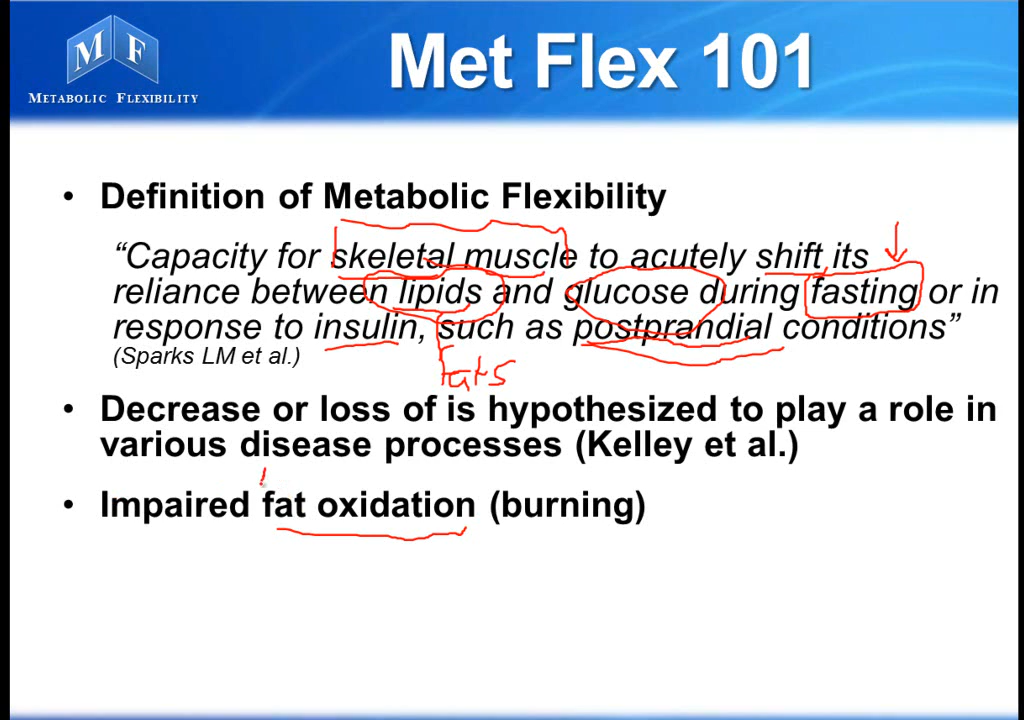 M F
METABOLIC FLEXIBILITY
Met Flex 101
• Definition of Metabolic Flexibility
“Capacity for skeletal muscle to acutely shift its
reliance between lipids and glucose during fasting or in
response to insulin, such as postprandial conditions”
(Sparks LM et al.)
Fats
• Decrease or loss of is hypothesized to play a role in
various disease processes (Kelley et al.)
• Impaired fat oxidation (burning)